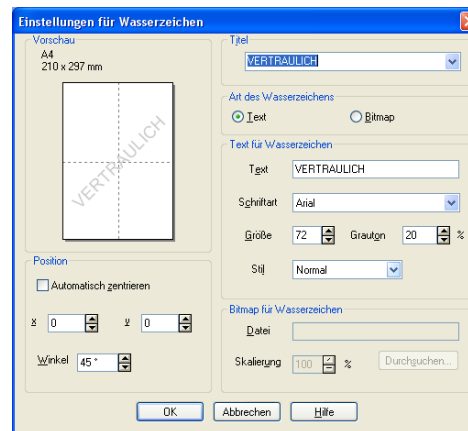 Einstellungen für Wasserzeichen
Vorschau
A4
210 x 297 mm
VERTRAULICH
Position
Automatisch zentrieren
x 0 y 0
Winkel 45 °
Titel
VERTRAULICH
Art des Wasserzeichens
Text Bitmap
Text für Wasserzeichen
Text VERTRAULICH
Schriftart Arial
Größe 72 Grauton 20 %
Stil Normal
Bitmap für Wasserzeichen
Datei
Skalierung 100 % Durchsuchen...
OK Abbrechen Hilfe